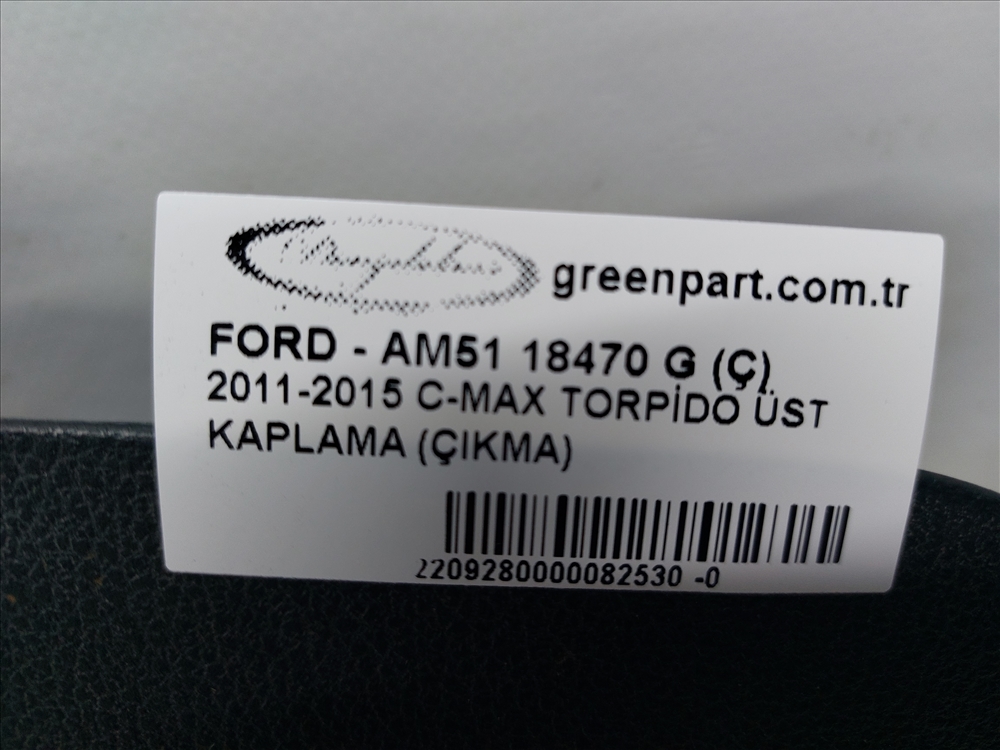 greenpart.com.tr
FORD - AM51 18470 G (Ç)
2011-2015 C-MAX TORPİDO ÜST
KAPLAMA (ÇIKMA)
2209280000082530 -0